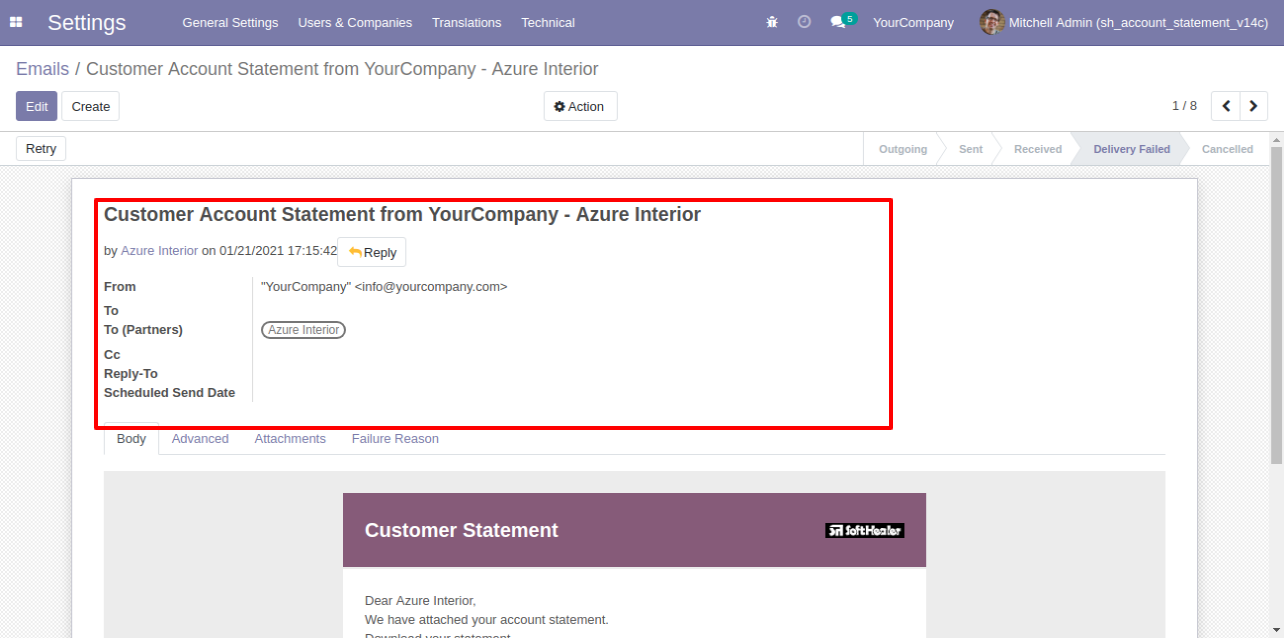 Settings General Settings Users & Companies Translations Technical 5 YourCompany Mitchell Admin (sh_account_statement_v14c)
Emails / Customer Account Statement from YourCompany - Azure Interior
Edit Create Action 1 / 8
Retry Outgoing Sent Received Delivery Failed Cancelled
Customer Account Statement from YourCompany - Azure Interior
by Azure Interior on 01/21/2021 17:15:42 Reply
From "YourCompany" <info@yourcompany.com>
To
To (Partners) Azure Interior
Cc
Reply-To
Scheduled Send Date
Body Advanced Attachments Failure Reason
Customer Statement SoftHealer
Dear Azure Interior,
We have attached your account statement.
Download your statement